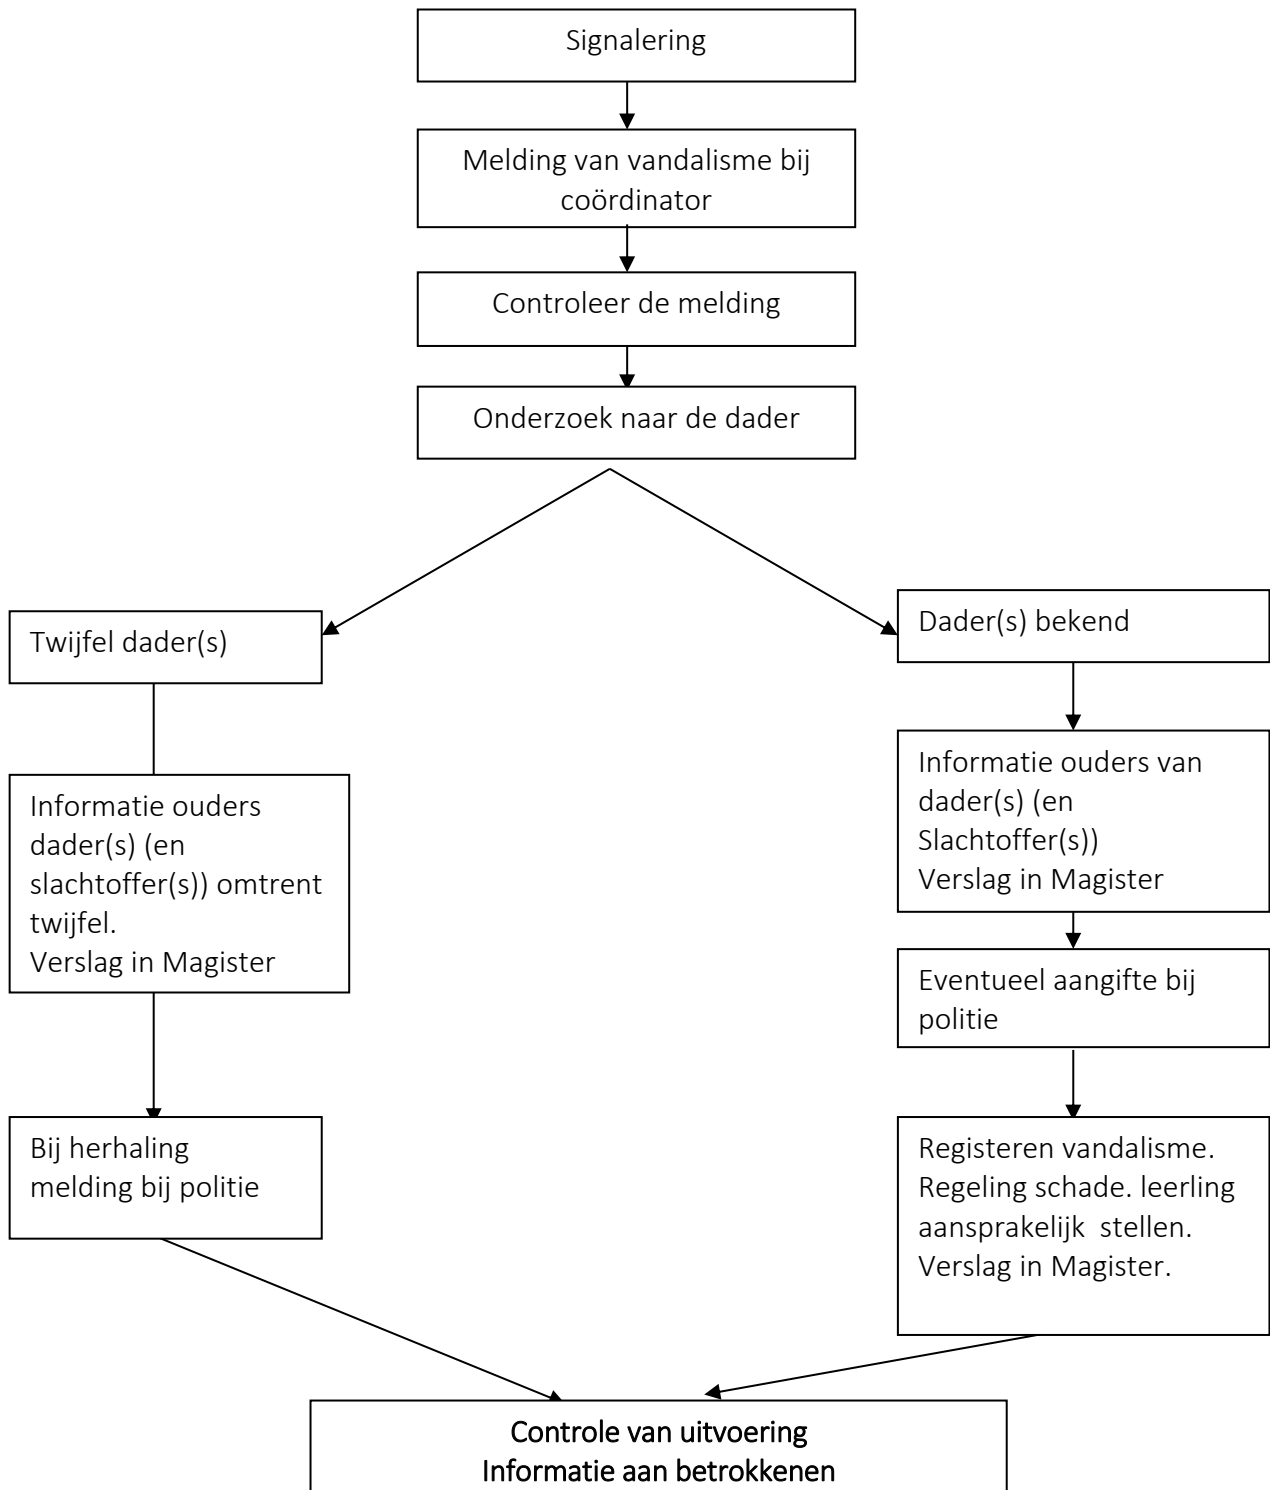 Signalering
Melding van vandalisme bij
coördinator
Controleer de melding
Onderzoek naar de dader
Twijfel dader(s)
Informatie ouders
dader(s) (en
slachtoffer(s)) omtrent
twijfel.
Verslag in Magister
Bij herhaling
melding bij politie
Dader(s) bekend
Informatie ouders van
dader(s) (en
Slachtoffer(s))
Verslag in Magister
Eventueel aangifte bij
politie
Registeren vandalisme.
Regeling schade. leerling
aansprakelijk  stellen.
Verslag in Magister.
Controle van uitvoering
Informatie aan betrokkenen